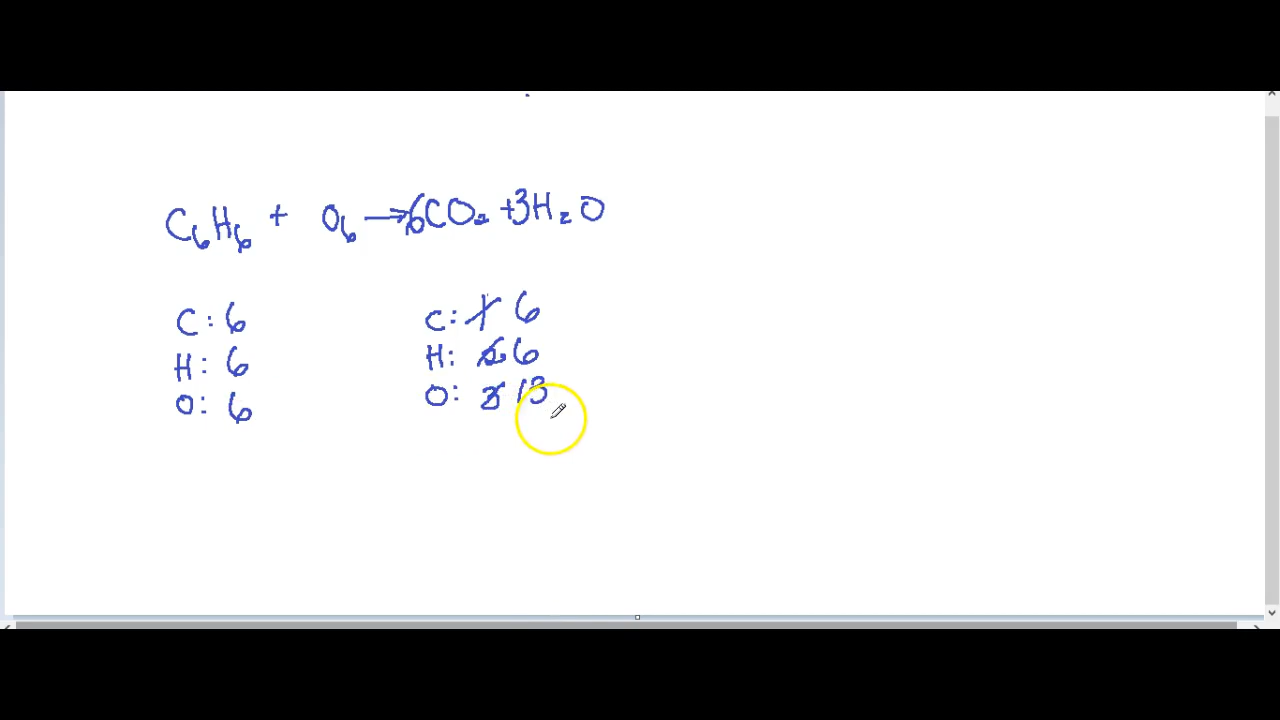 C₆H₆ + O₆ → 6CO₂ + 3H₂O
C: 6 C: 1 6
H: 6 H: 2 6
O: 6 O: 3 13